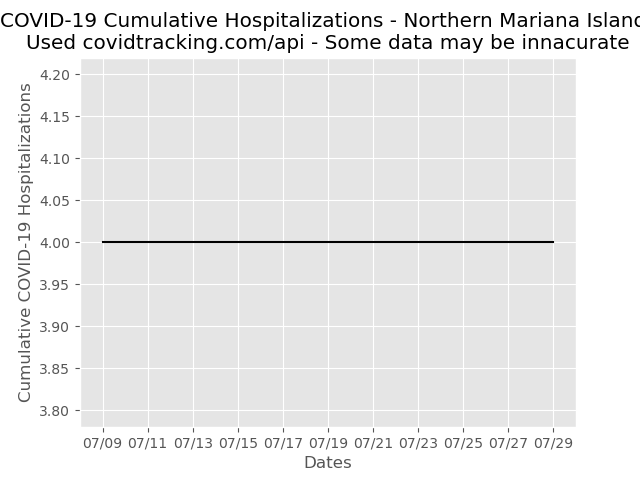 COVID-19 Cumulative Hospitalizations - Northern Mariana Island
Used covidtracking.com/api - Some data may be innacurate
Cumulative COVID-19 Hospitalizations
4.20
4.15
4.10
4.05
4.00
3.95
3.90
3.85
3.80
07/09 07/11 07/13 07/15 07/17 07/19 07/21 07/23 07/25 07/27 07/29
Dates